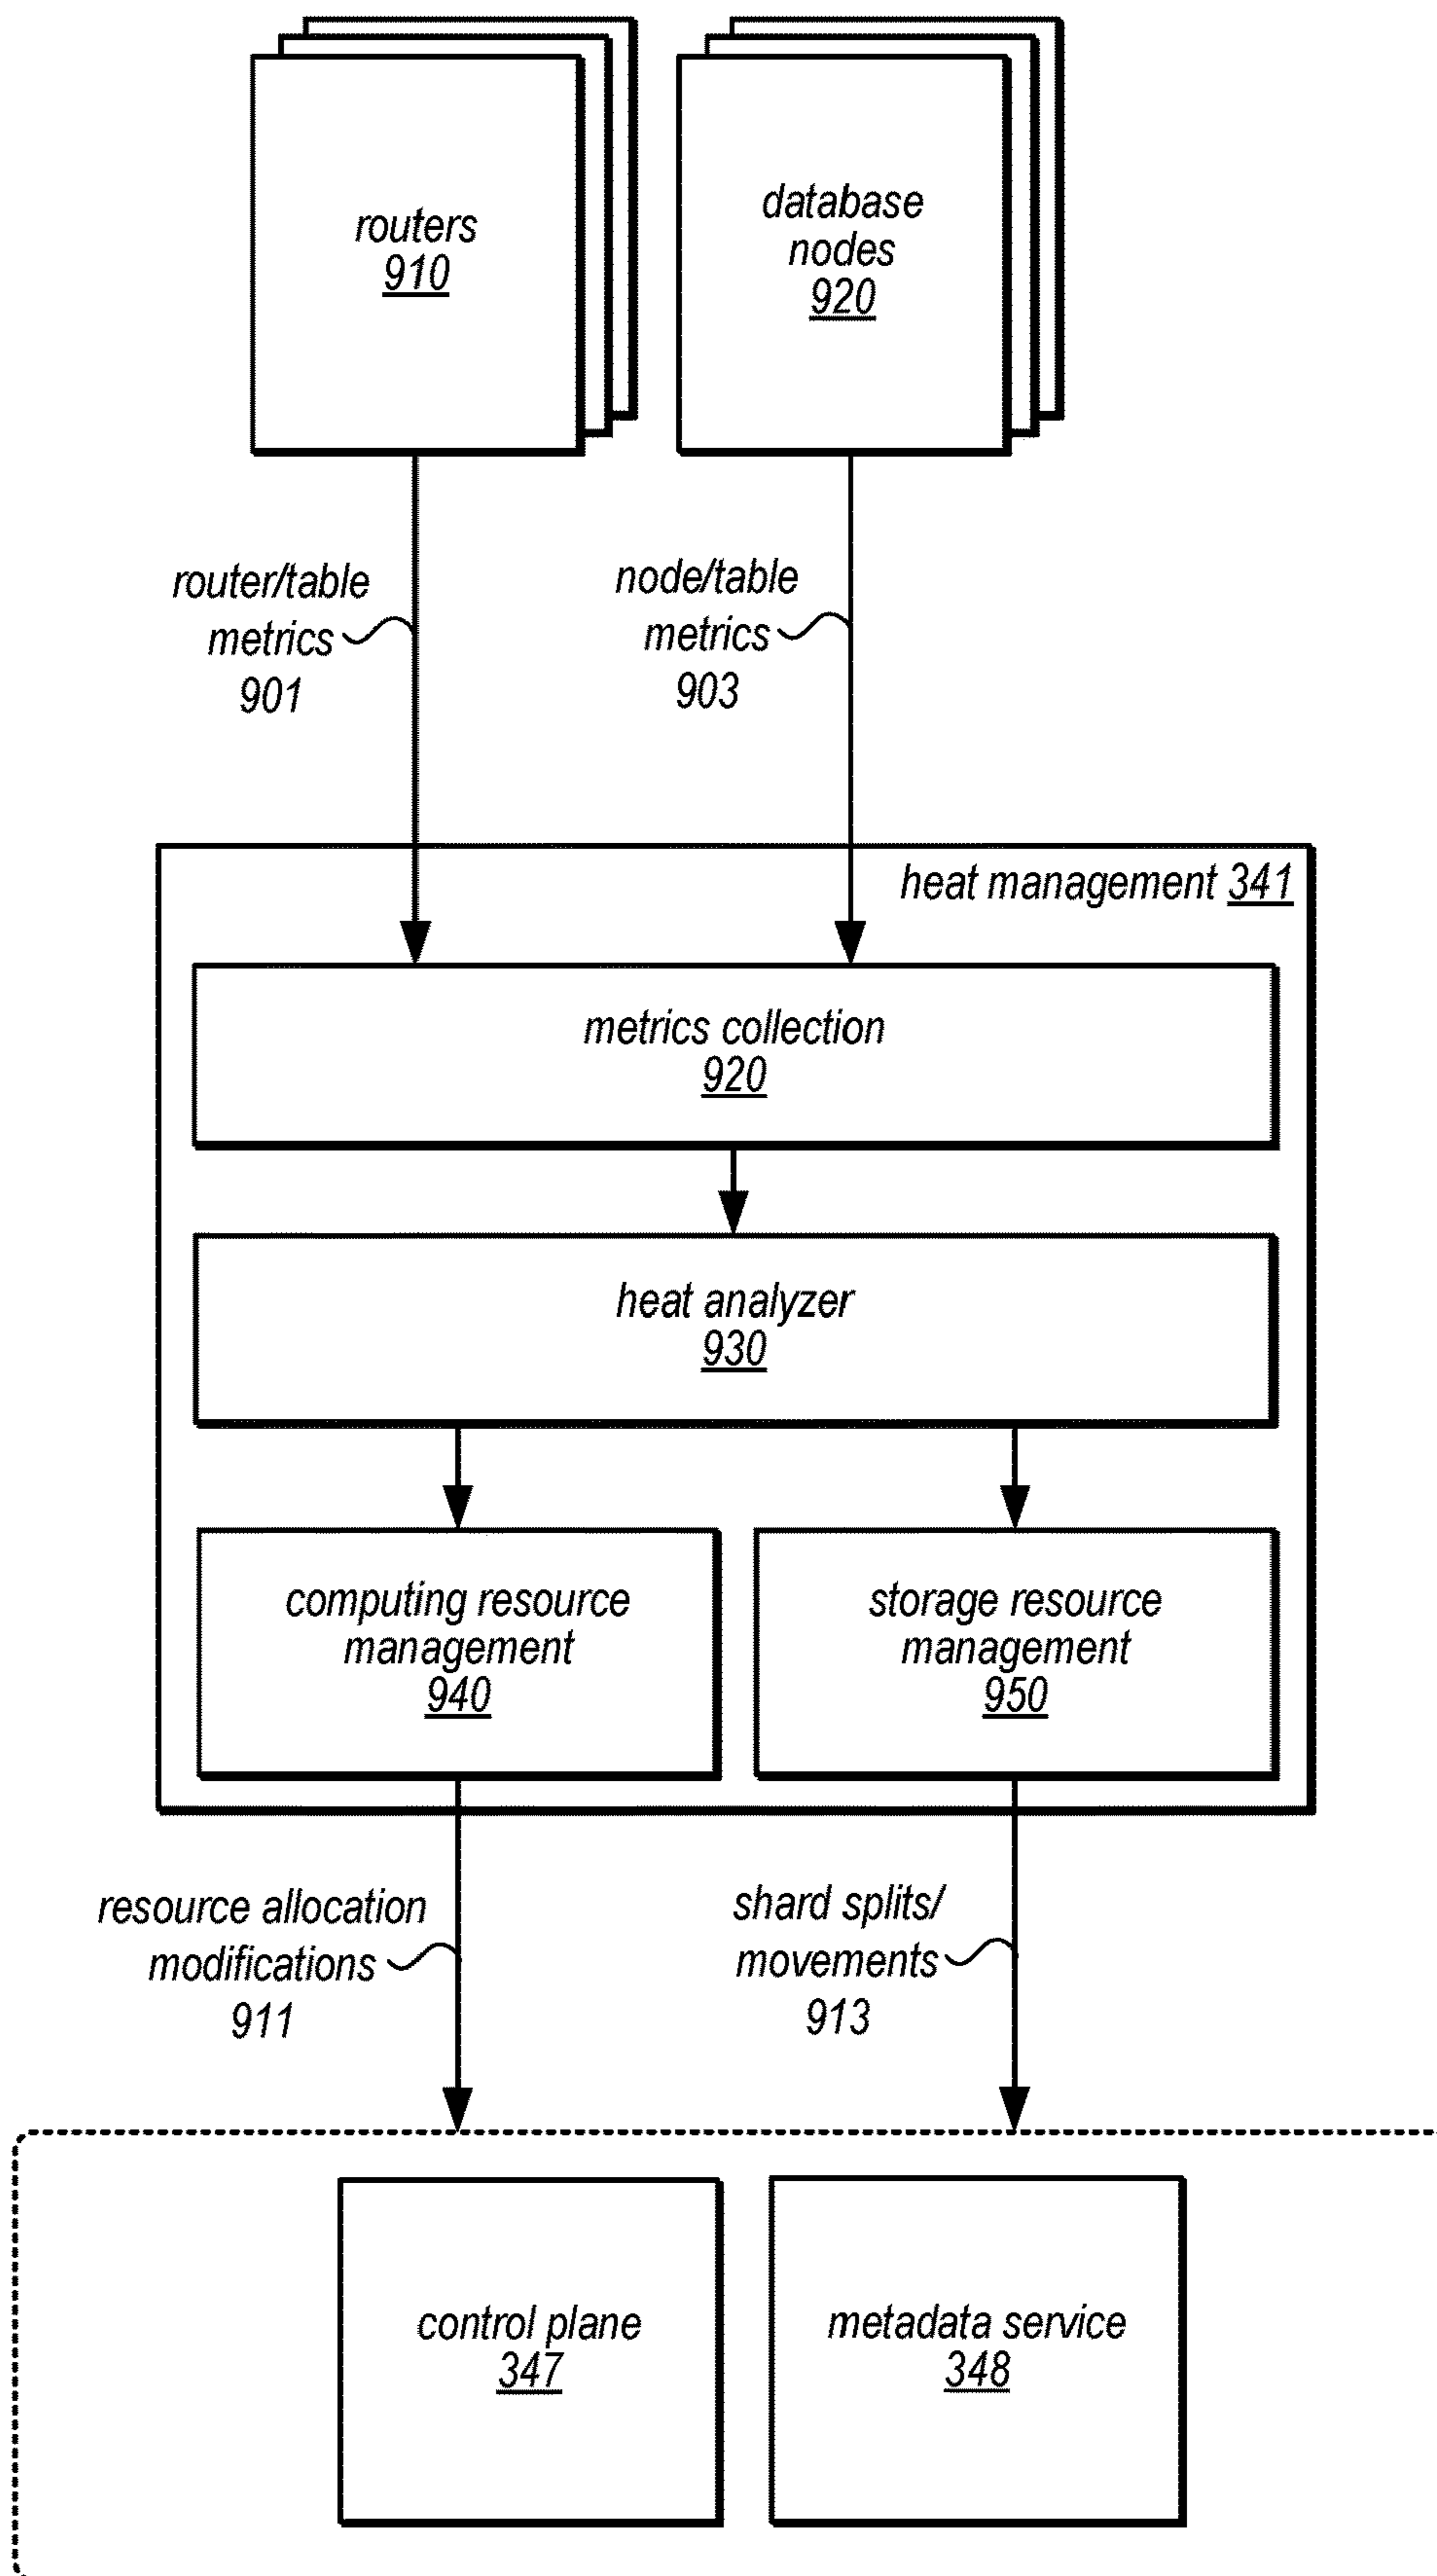 routers
910
database
nodes
920
router/table
metrics
901
node/table
metrics
903
heat management 341
metrics collection
920
heat analyzer
930
computing resource
management
940
storage resource
management
950
resource allocation
modifications
911
shard splits/
movements
913
control plane
347
metadata service
348